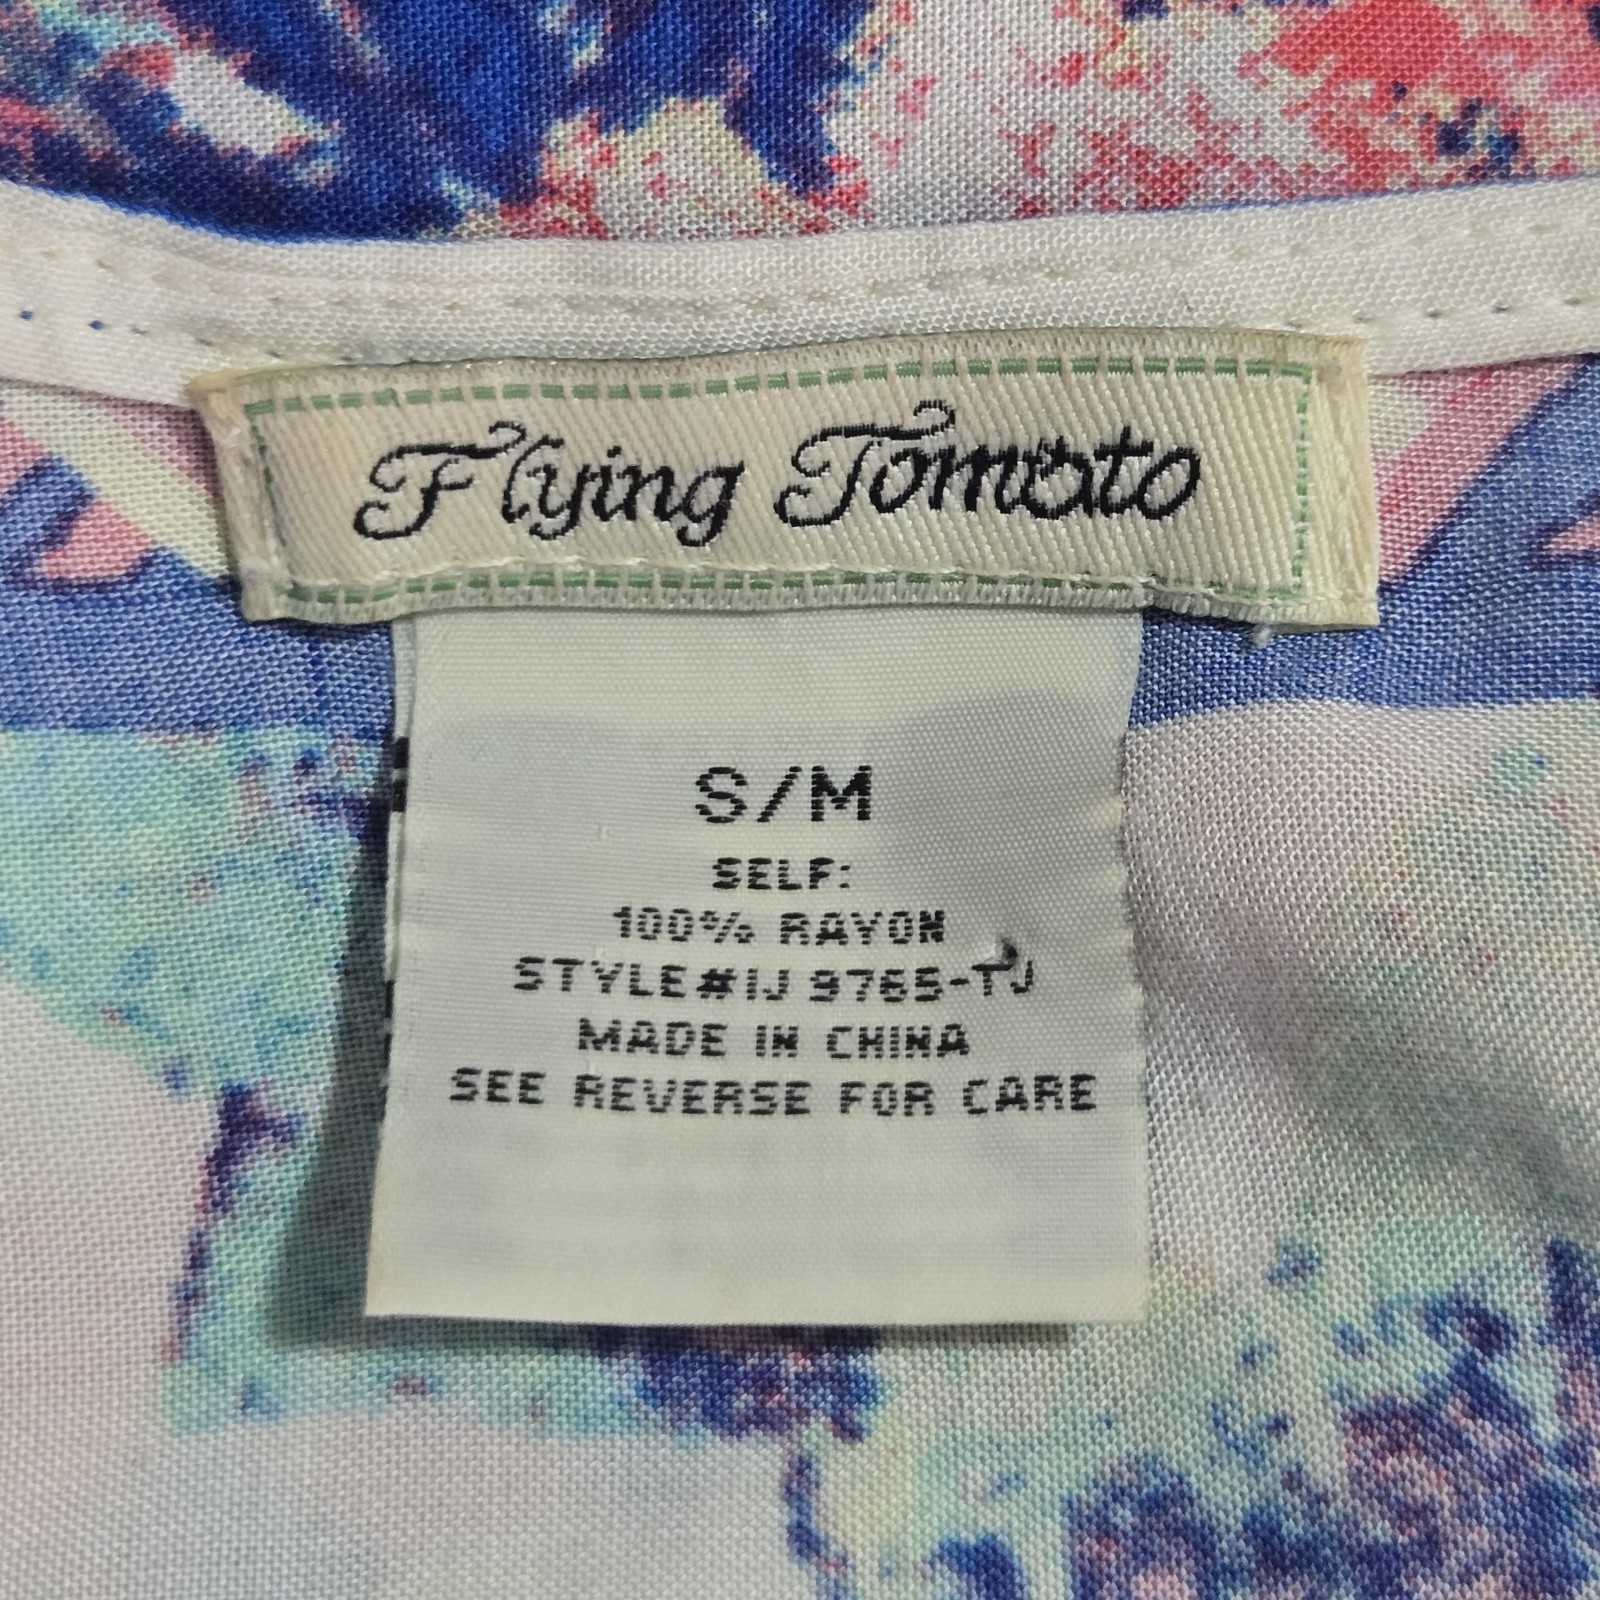 Flying Tomato
S/M
SELF:
100% RAYON
STYLE#IJ 9765-TJ
MADE IN CHINA
SEE REVERSE FOR CARE